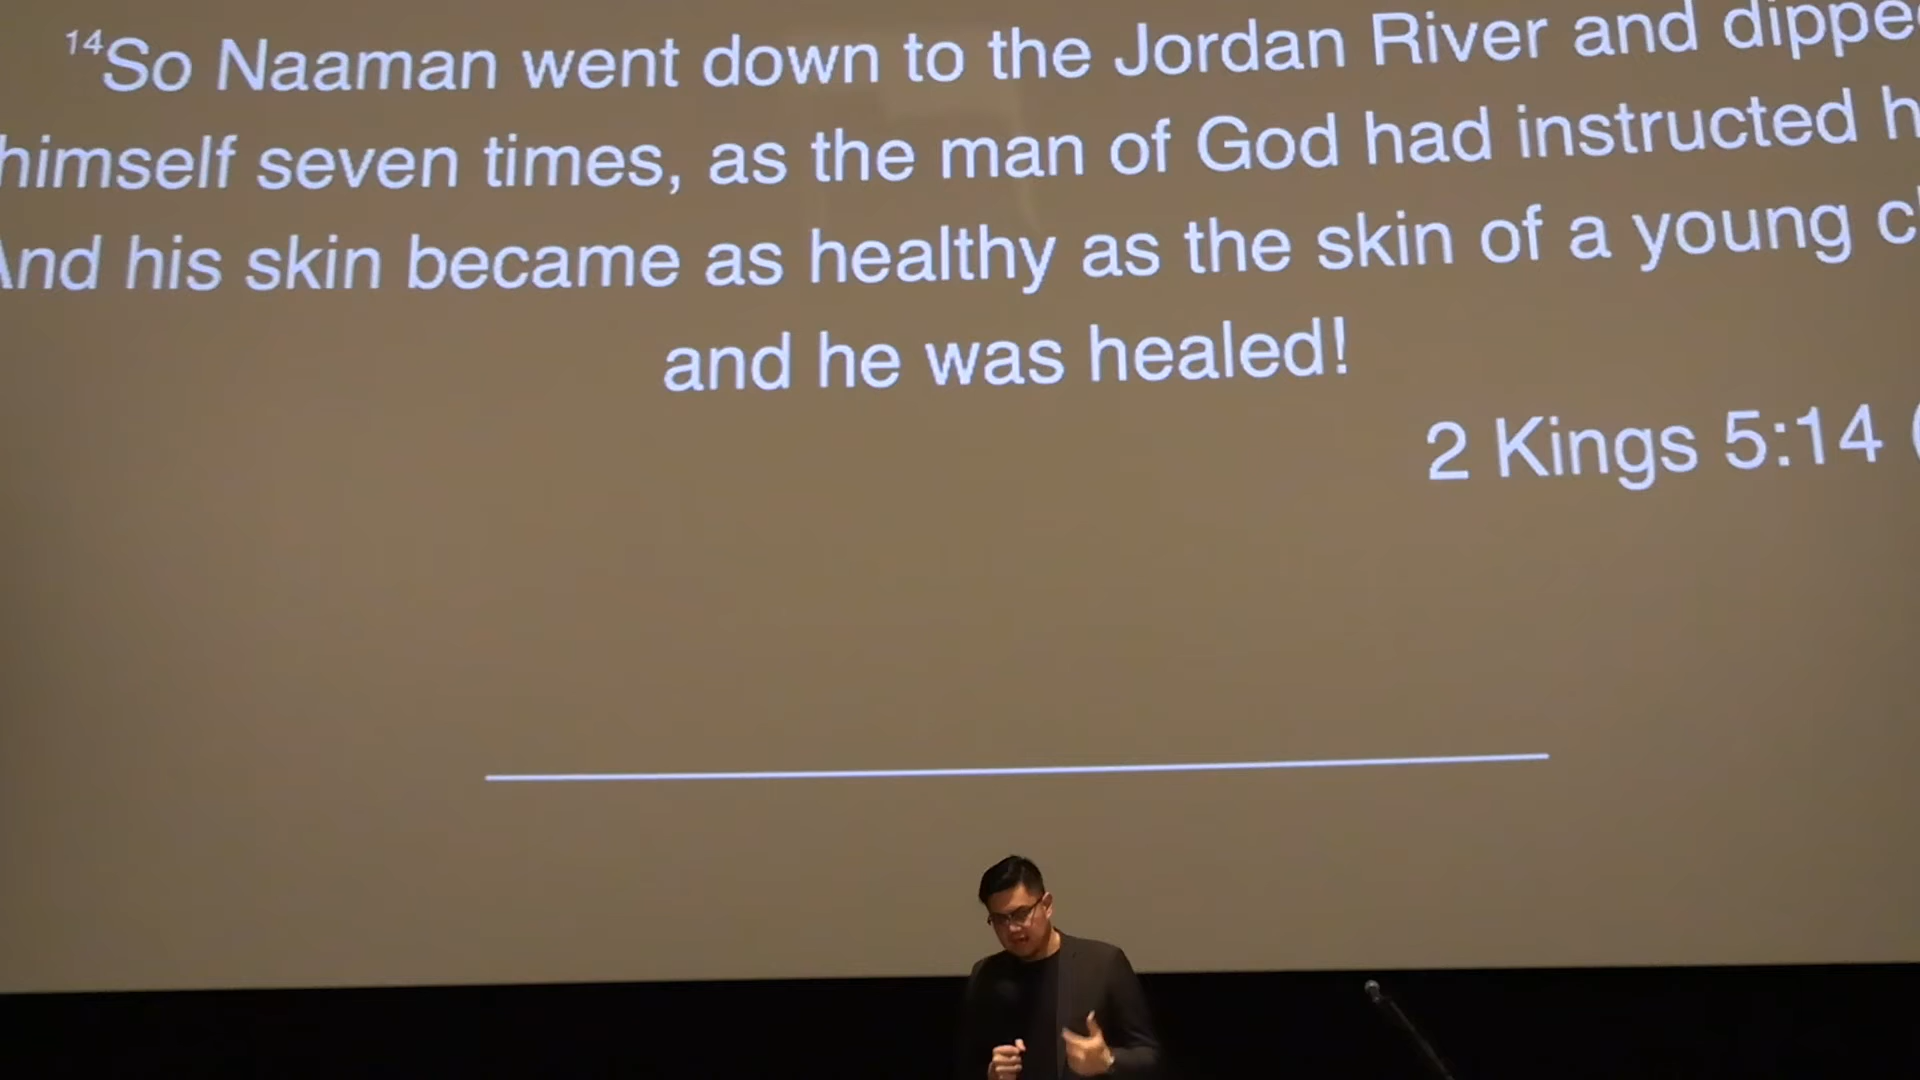 14So Naaman went down to the Jordan River and
himself seven times, as the man of God had instructed
And his skin became as healthy as the skin of a young
and he was healed!
2 Kings 5:14